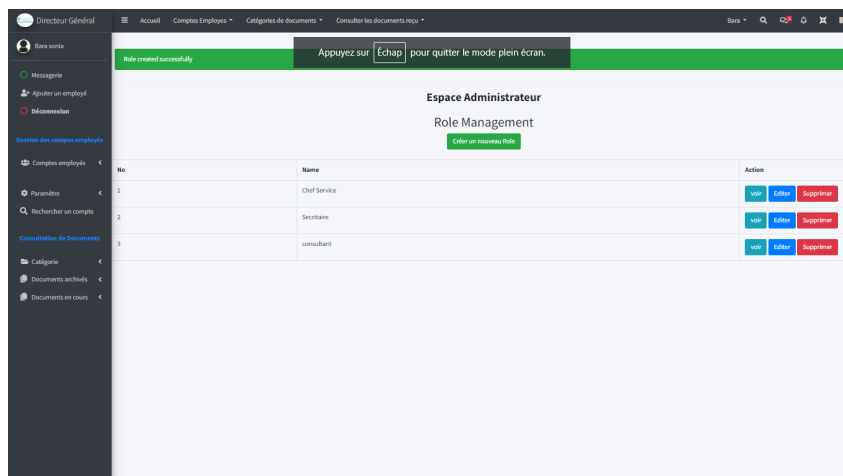 Directeur Général
Accueil Comptes Employes Catégories de documents Consulter les documents reçu Bara
Bara sonia
Messagerie
Ajouter un employé
Déconnexion
Gestion des compes employés
Comptes employés
Paramètre
Rechercher un compte
Consultation de Documents
Catégorie
Documents archivés
Documents en cours
Role created successfully
Appuyez sur Échap pour quitter le mode plein écran.
Espace Administrateur
Role Management
Créer un nouveau Role
No Name Action
1 Chef Service voir Editer Supprimer
2 Secritaire voir Editer Supprimer
3 consultant voir Editer Supprimer